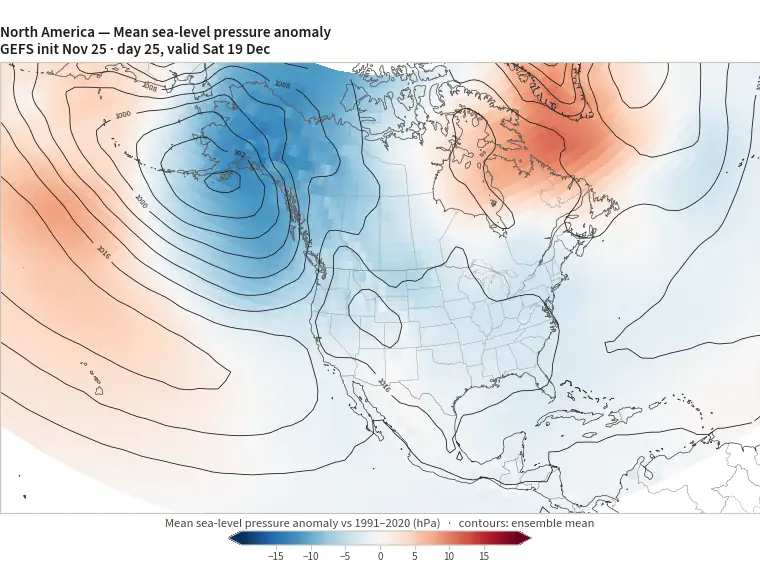 North America — Mean sea-level pressure anomaly
GEFS init Nov 25 · day 25, valid Sat 19 Dec
1008
1008
1000
992
1000
1016
1016
Mean sea-level pressure anomaly vs 1991–2020 (hPa) · contours: ensemble mean
−15 −10 −5 0 5 10 15